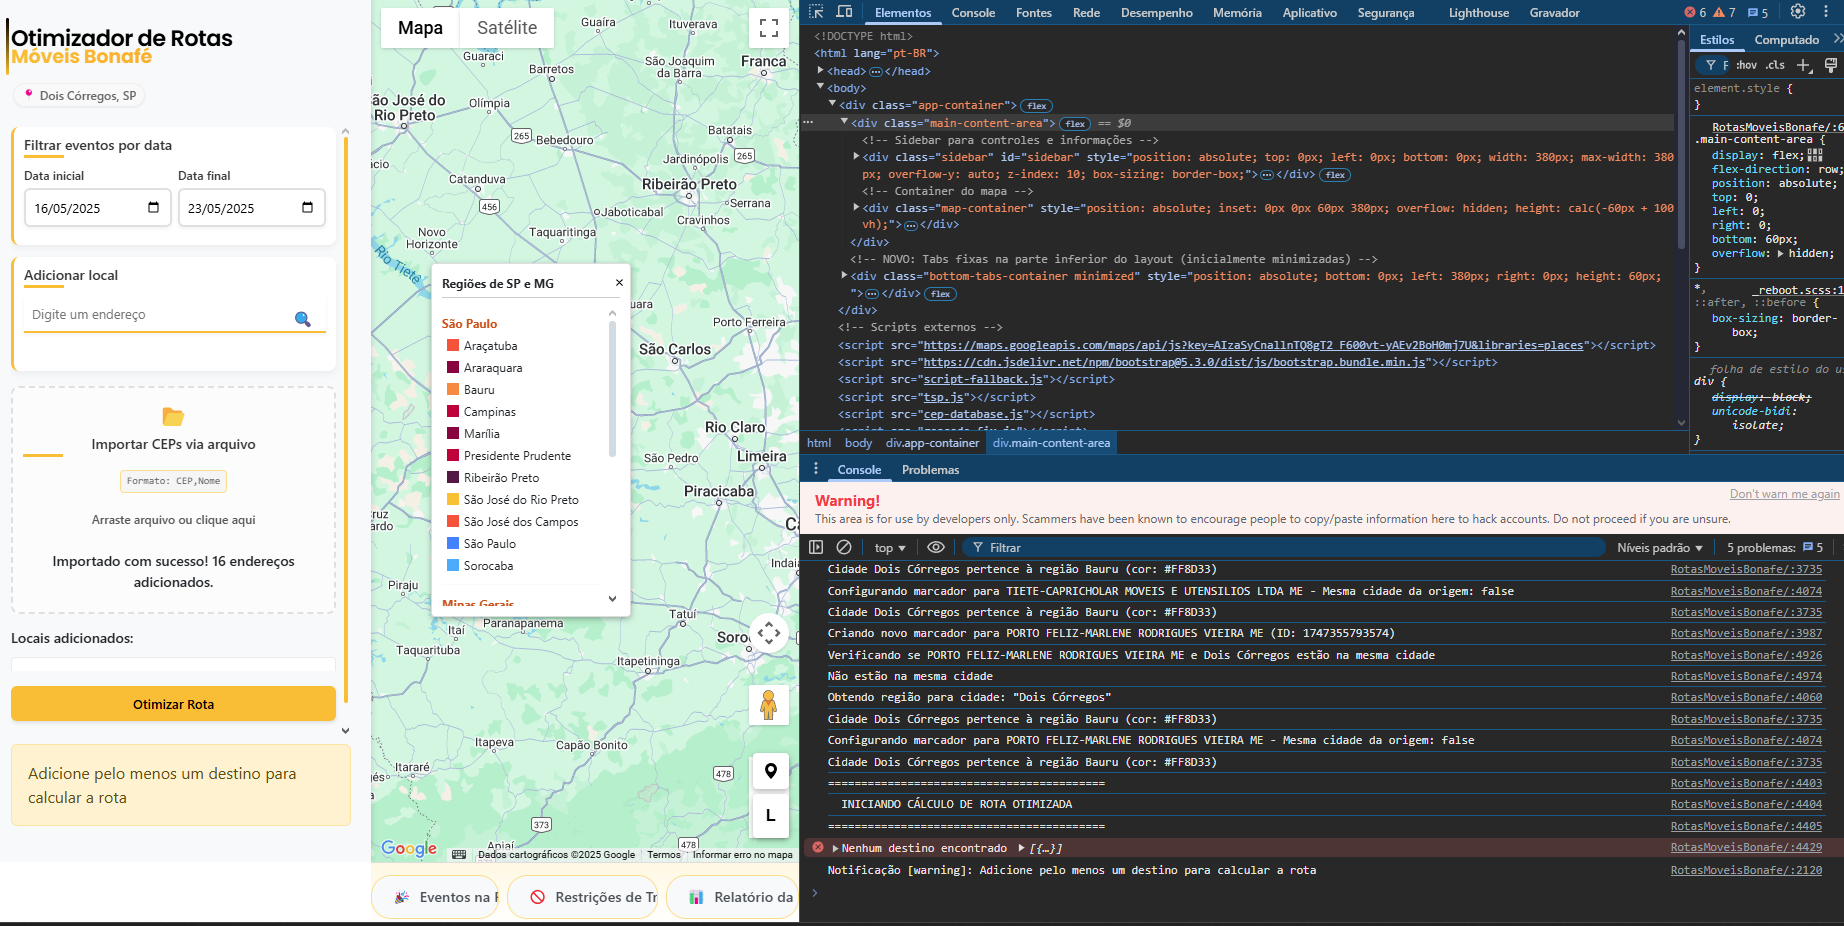 Otimizador de Rotas
Móveis Bonafé
Dois Córregos, SP
Filtrar eventos por data
Data inicial
Data final
16/05/2025
23/05/2025
Adicionar local
Digite um endereço
Importar CEPs via arquivo
Formato: CEP,Nome
Arraste arquivo ou clique aqui
Importado com sucesso! 16 endereços
adicionados.
Locais adicionados:
Otimizar Rota
Adicione pelo menos um destino para
calcular a rota
Mapa
Satélite
Guaíra
Ituverava
Guaraci
Barretos
São Joaquim
da Barra
Franca
ão José do
Rio Preto
Olímpia
265
Bebedouro
Batatais
Jardinópolis
265
ácio
Catanduva
456
Ribeirão Preto
Serrana
Jaboticabal
Cravinhos
Novo
Horizonte
Taquaritinga
Rio Tietê
Regiões de SP e MG
×
São Paulo
Araçatuba
Araraquara
Bauru
Campinas
Marília
Presidente Prudente
Ribeirão Preto
São José do Rio Preto
São José dos Campos
São Paulo
Sorocaba
Minas Gerais
uara
Porto Ferreira
São Carlos
Rio Claro
Limeira
São Pedro
Piracicaba
Ca
Cruz
ardo
Indai
Piraju
Tatuí
Itaí
Paranapanema
Soro
Taquarituba
Itapetininga
Itapeva
Capão Bonito
Itararé
gés
478
L
373
478
Apiaí
Google
Dados cartográficos ©2025 Google
Termos
Informar erro no mapa
Eventos na R
Restrições de Tr
Relatório da
Elementos
Console
Fontes
Rede
Desempenho
Memória
Aplicativo
Segurança
Lighthouse
Gravador
6
7
5
<!DOCTYPE html>
<html lang="pt-BR">
<head>…</head>
<body>
<div class="app-container"> flex
<div class="main-content-area"> flex == $0
<!-- Sidebar para controles e informações -->
<div class="sidebar" id="sidebar" style="position: absolute; top: 0px; left: 0px; bottom: 0px; width: 380px; max-width: 380
px; overflow-y: auto; z-index: 10; box-sizing: border-box;">…</div> flex
<!-- Container do mapa -->
<div class="map-container" style="position: absolute; inset: 0px 0px 60px 380px; overflow: hidden; height: calc(-60px + 100
vh);">…</div>
</div>
<!-- NOVO: Tabs fixas na parte inferior do layout (inicialmente minimizadas) -->
<div class="bottom-tabs-container minimized" style="position: absolute; bottom: 0px; left: 380px; right: 0px; height: 60px;
">…</div> flex
</div>
<!-- Scripts externos -->
<script src="https://maps.googleapis.com/maps/api/js?key=AIzaSyCnallnTQ8gT2_F600vt-yAEv2BoH0mj7U&libraries=places"></script>
<script src="https://cdn.jsdelivr.net/npm/bootstrap@5.3.0/dist/js/bootstrap.bundle.min.js"></script>
<script src="script-fallback.js"></script>
<script src="tsp.js"></script>
<script src="cep-database.js"></script>
html
body
div.app-container
div.main-content-area
Estilos
Computado
F
:hov
.cls
element.style {
}
RotasMoveisBonafe/:6
.main-content-area {
display: flex;
flex-direction: row;
position: absolute;
top: 0;
left: 0;
right: 0;
bottom: 60px;
overflow: hidden;
}
*,
_reboot.scss:1
::after, ::before {
box-sizing: border-
box;
}
folha de estilo do us
div {
display: block;
unicode-bidi:
isolate;
}
Console
Problemas
Warning!
Don't warn me again
This area is for use by developers only. Scammers have been known to encourage people to copy/paste information here to hack accounts. Do not proceed if you are unsure.
top
Filtrar
Níveis padrão
5 problemas: 5
Cidade Dois Córregos pertence à região Bauru (cor: #FF8D33) RotasMoveisBonafe/:3735
Configurando marcador para TIETE-CAPRICHOLAR MOVEIS E UTENSILIOS LTDA ME - Mesma cidade da origem: false RotasMoveisBonafe/:4074
Cidade Dois Córregos pertence à região Bauru (cor: #FF8D33) RotasMoveisBonafe/:3735
Criando novo marcador para PORTO FELIZ-MARLENE RODRIGUES VIEIRA ME (ID: 1747355793574) RotasMoveisBonafe/:3987
Verificando se PORTO FELIZ-MARLENE RODRIGUES VIEIRA ME e Dois Córregos estão na mesma cidade RotasMoveisBonafe/:4926
Não estão na mesma cidade RotasMoveisBonafe/:4974
Obtendo região para cidade: "Dois Córregos" RotasMoveisBonafe/:4060
Cidade Dois Córregos pertence à região Bauru (cor: #FF8D33) RotasMoveisBonafe/:3735
Configurando marcador para PORTO FELIZ-MARLENE RODRIGUES VIEIRA ME - Mesma cidade da origem: false RotasMoveisBonafe/:4074
Cidade Dois Córregos pertence à região Bauru (cor: #FF8D33) RotasMoveisBonafe/:3735
========================================== RotasMoveisBonafe/:4403
INICIANDO CÁLCULO DE ROTA OTIMIZADA RotasMoveisBonafe/:4404
========================================== RotasMoveisBonafe/:4405
Nenhum destino encontrado [{…}] RotasMoveisBonafe/:4429
Notificação [warning]: Adicione pelo menos um destino para calcular a rota RotasMoveisBonafe/:2120